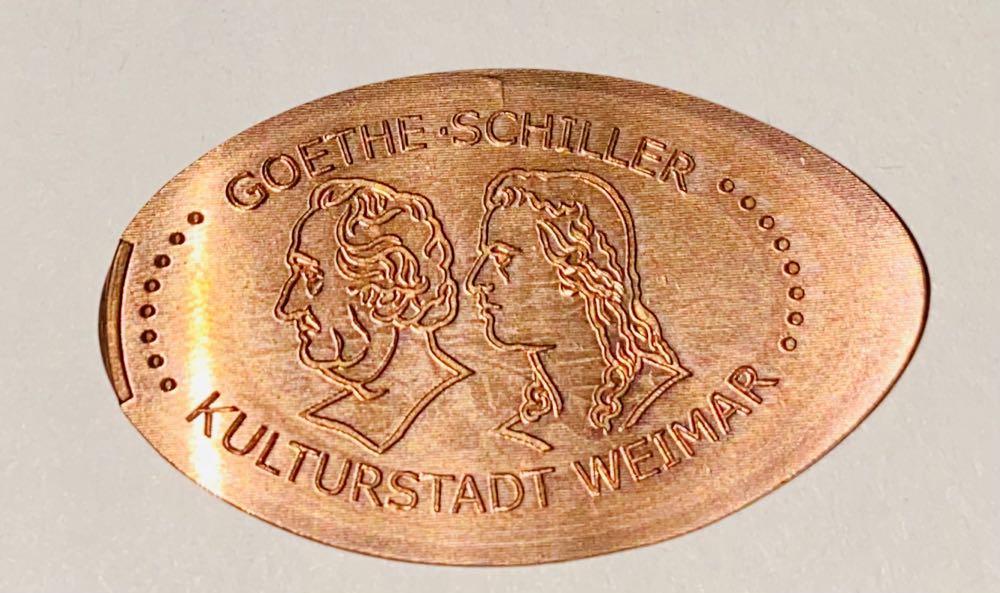 GOETHE · SCHILLER
KULTURSTADT WEIMAR